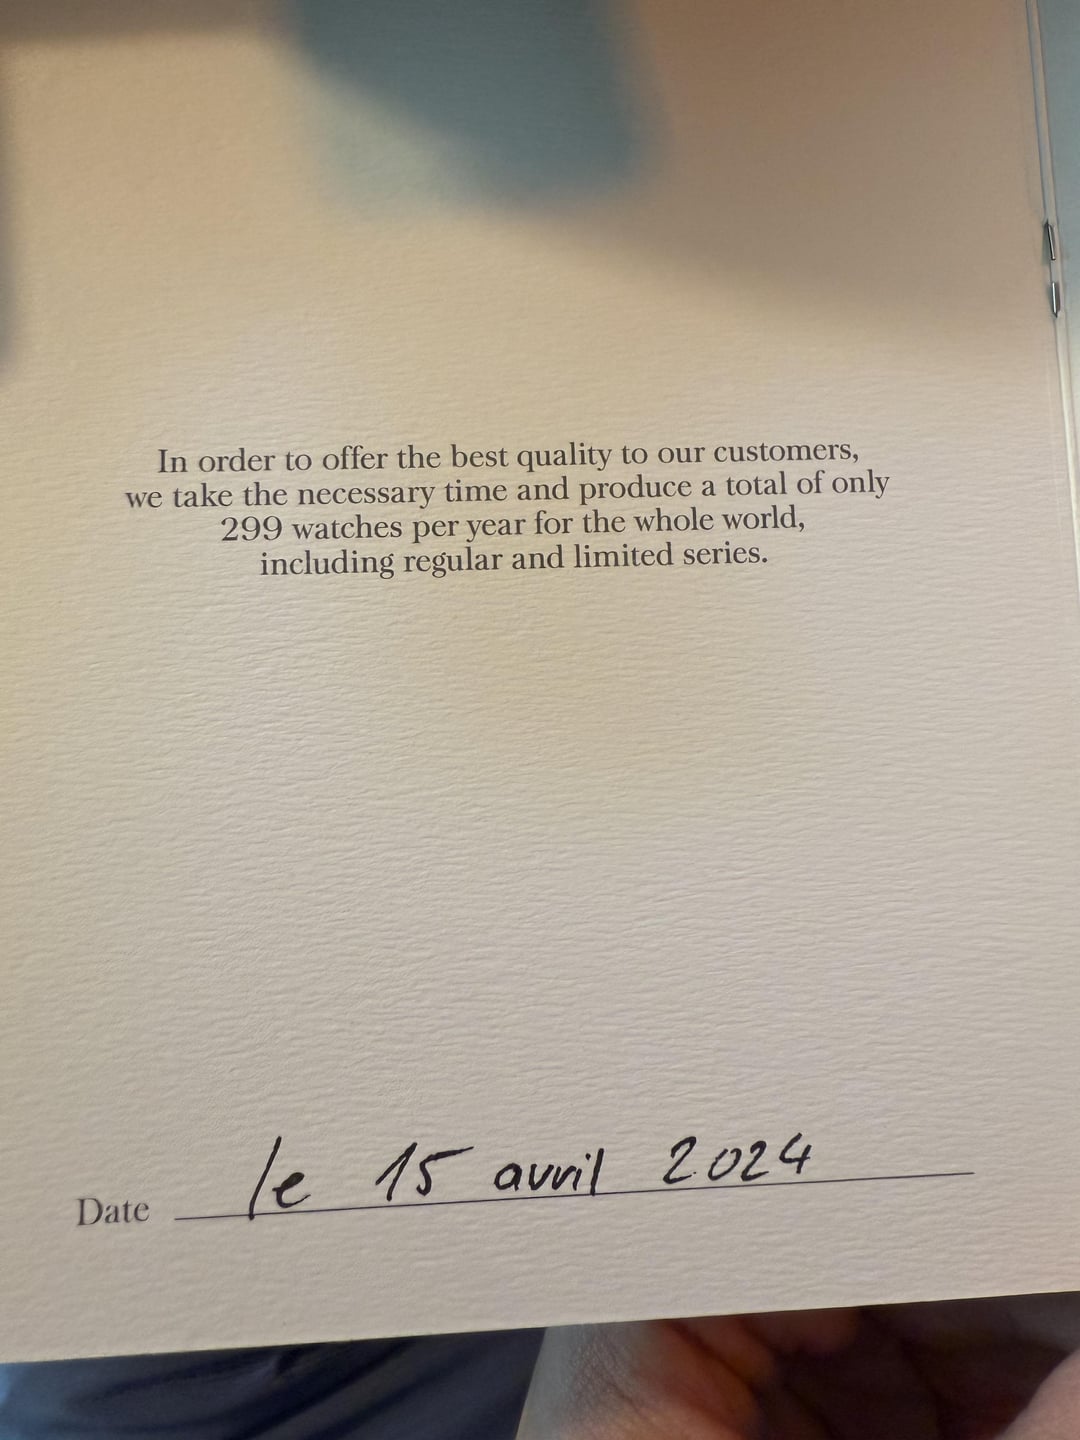 In order to offer the best quality to our customers,
we take the necessary time and produce a total of only
299 watches per year for the whole world,
including regular and limited series.
Date le 15 avril 2024